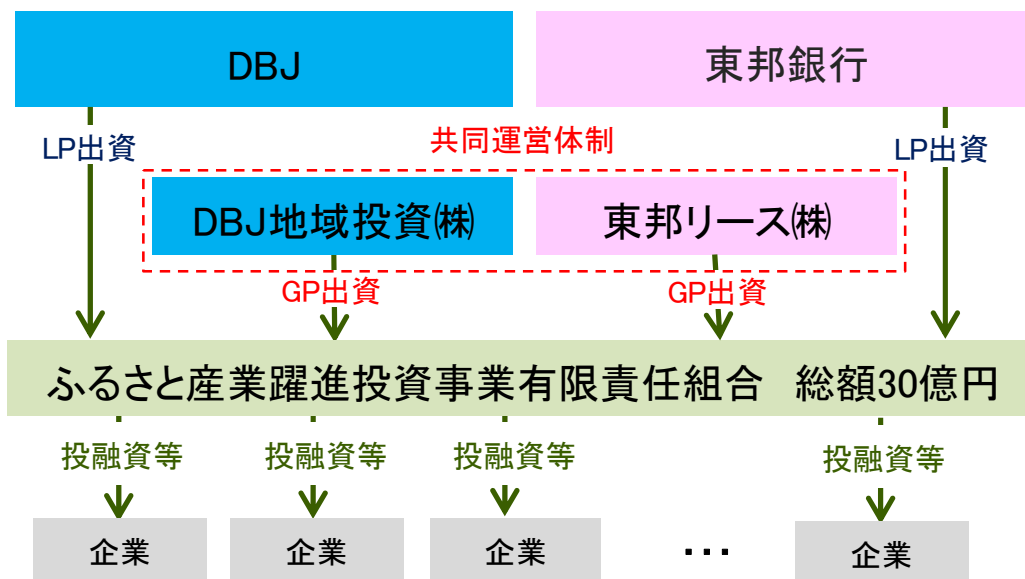 DBJ
東邦銀行
LP出資
共同運営体制
LP出資
DBJ地域投資㈱
東邦リース㈱
GP出資
GP出資
ふるさと産業躍進投資事業有限責任組合 総額30億円
投融資等
投融資等
投融資等
投融資等
企業
企業
企業
・・・
企業